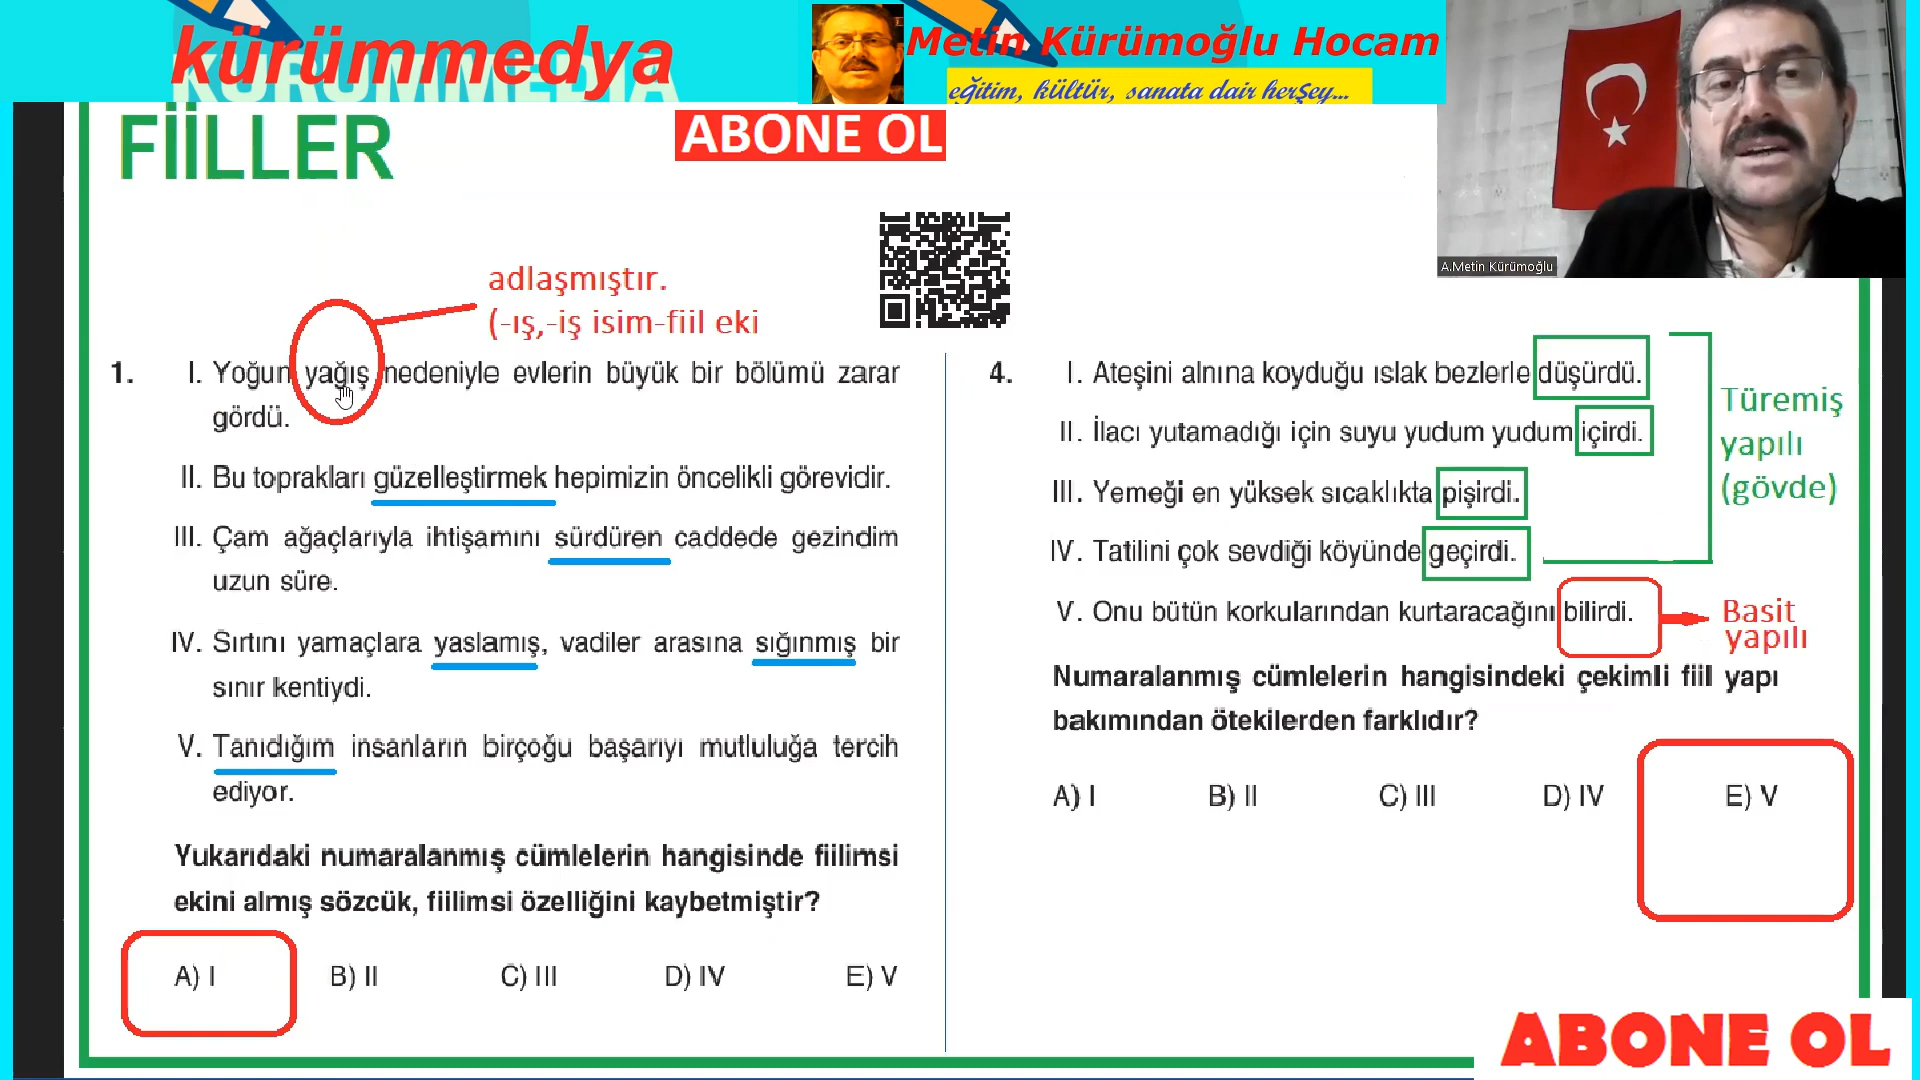 kürümmedya
KURUMMEDIA
Metin Kürümoğlu Hocam
eğitim, kültür, sanata dair herşey...
FİİLLER
ABONE OL
A.Metin Kürümoğlu
adlaşmıştır.
(-ış,-iş isim-fiil eki
1. I. Yoğun yağış nedeniyle evlerin büyük bir bölümü zarar
gördü.
II. Bu toprakları güzelleştirmek hepimizin öncelikli görevidir.
III. Çam ağaçlarıyla ihtişamını sürdüren caddede gezindim
uzun süre.
IV. Sırtını yamaçlara yaslamış, vadiler arasına sığınmış bir
sınır kentiydi.
V. Tanıdığım insanların birçoğu başarıyı mutluluğa tercih
ediyor.
Yukarıdaki numaralanmış cümlelerin hangisinde fiilimsi
ekini almış sözcük, fiilimsi özelliğini kaybetmiştir?
A) I B) II C) III D) IV E) V
4. I. Ateşini alnına koyduğu ıslak bezlerle düşürdü.
II. İlacı yutamadığı için suyu yudum yudum içirdi.
III. Yemeği en yüksek sıcaklıkta pişirdi.
IV. Tatilini çok sevdiği köyünde geçirdi.
V. Onu bütün korkularından kurtaracağını bilirdi.
Türemiş
yapılı
(gövde)
Basit
yapılı
Numaralanmış cümlelerin hangisindeki çekimli fiil yapı
bakımından ötekilerden farklıdır?
A) I B) II C) III D) IV E) V
ABONE OL